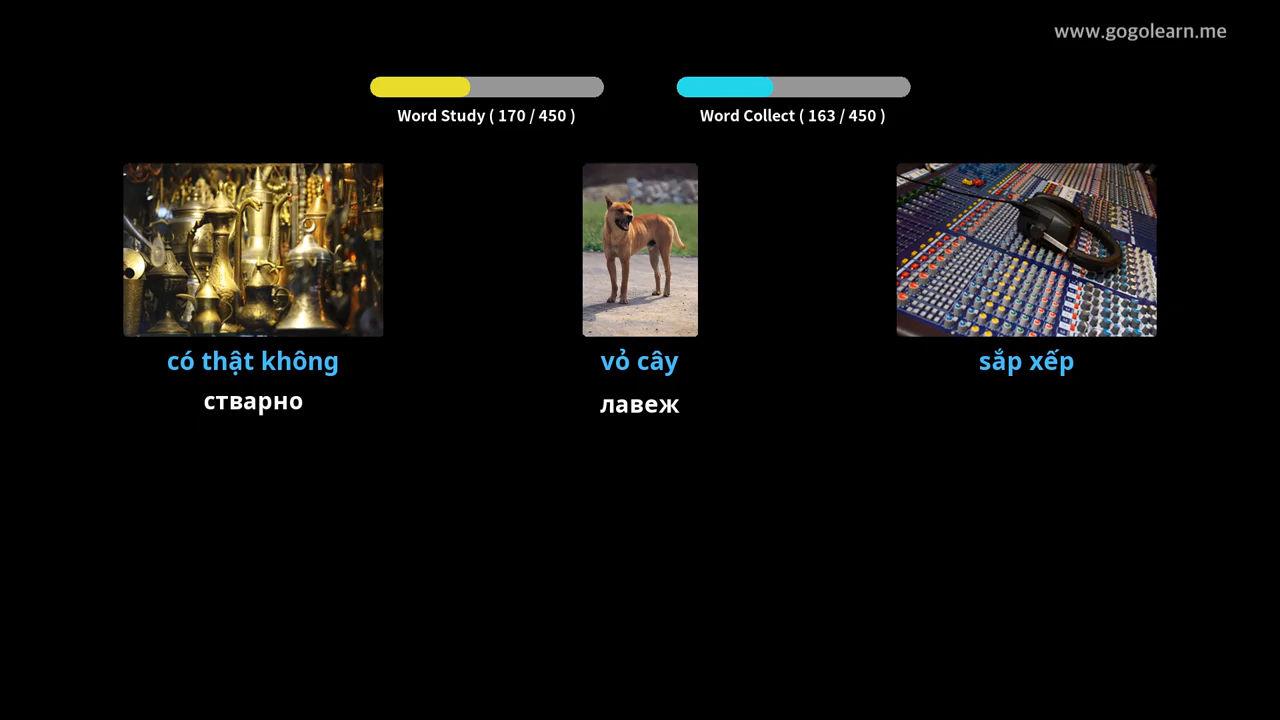 www.gogolearn.me
Word Study ( 170 / 450 )
Word Collect ( 163 / 450 )
có thật không
стварно
vỏ cây
лавеж
sắp xếp